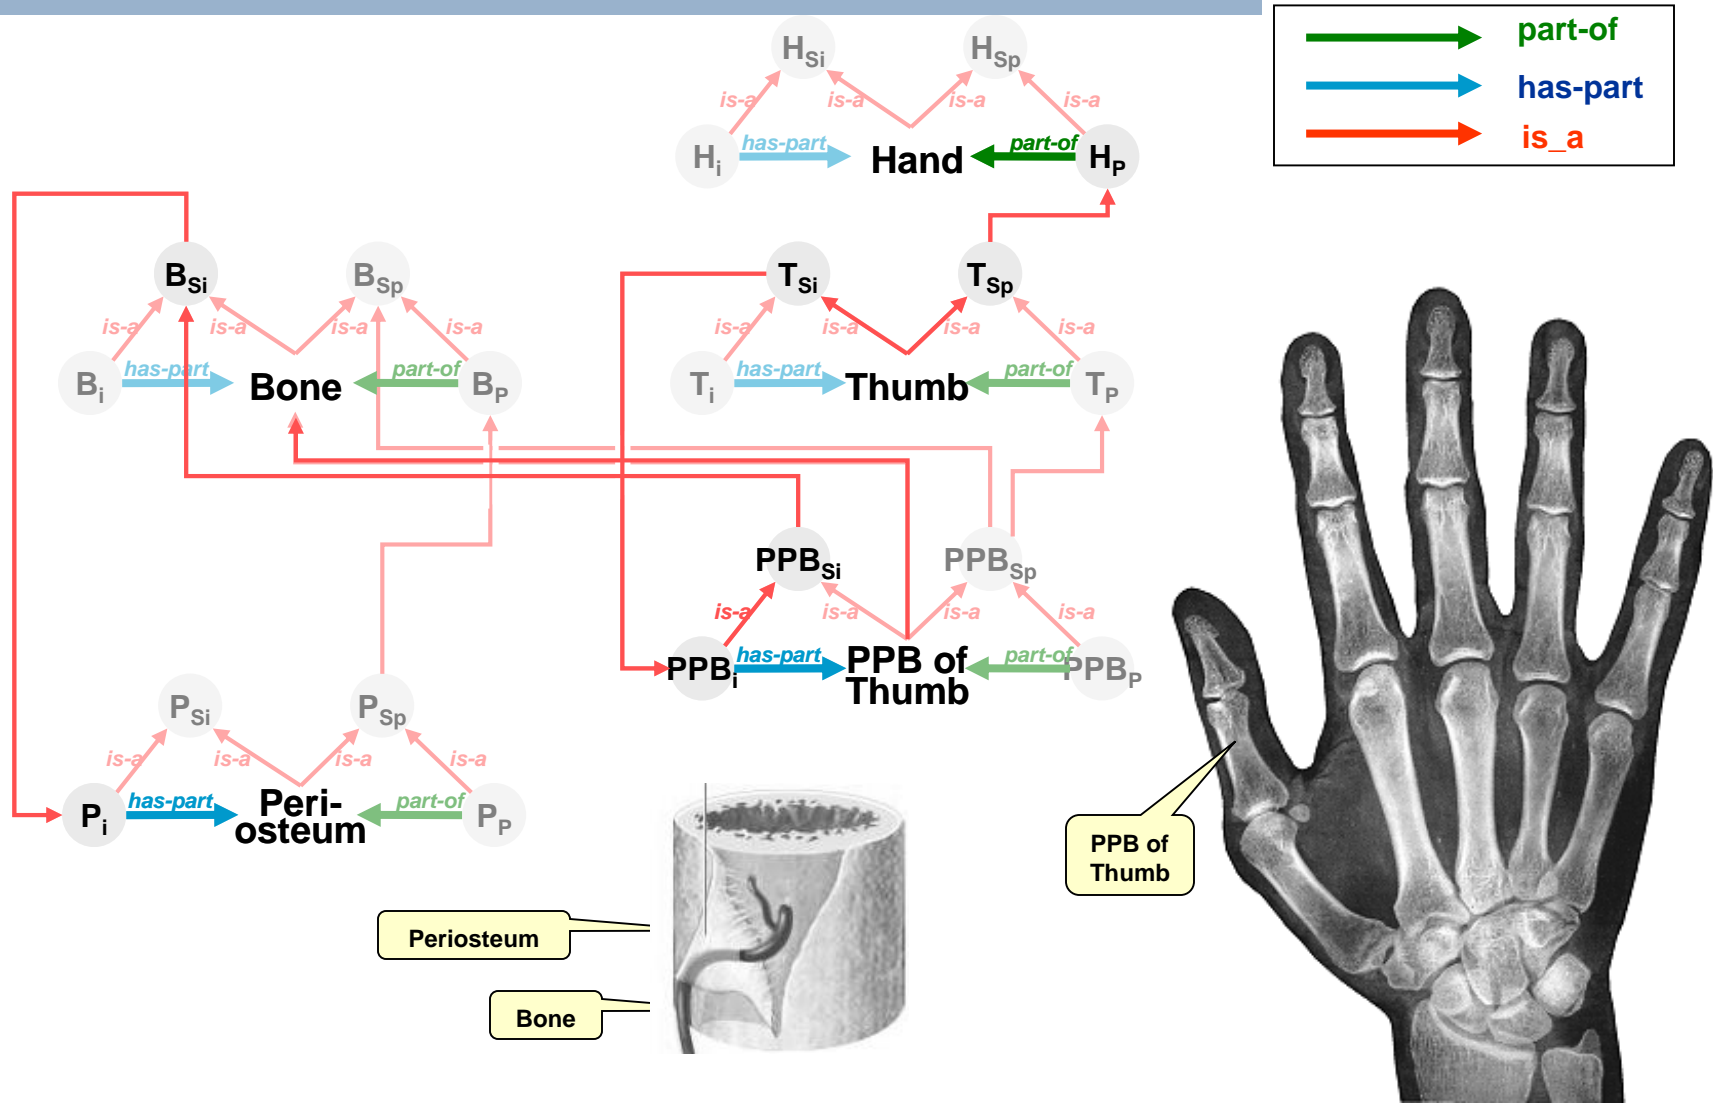 part-of
has-part
is_a
HSi HSp
is-a is-a is-a is-a
Hi has-part Hand part-of HP
BSi BSp
is-a is-a is-a is-a
Bi has-part Bone part-of BP
TSi TSp
is-a is-a is-a is-a
Ti has-part Thumb part-of TP
PPBSi PPBSp
is-a is-a is-a is-a
PPBi has-part PPB of part-of PPBP
Thumb
PSi PSp
is-a is-a is-a is-a
Pi has-part Peri- part-of PP
osteum
PPB of
Thumb
Periosteum
Bone